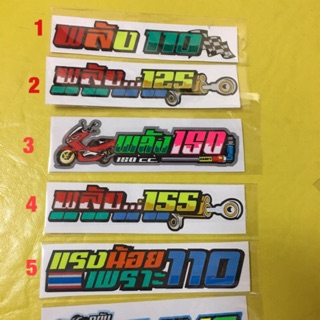 1
พลัง 110
2
พลัง...125
3
พลัง 150
150 C.C.
4
พลัง...155
5
แรงน้อย
เพราะ 110